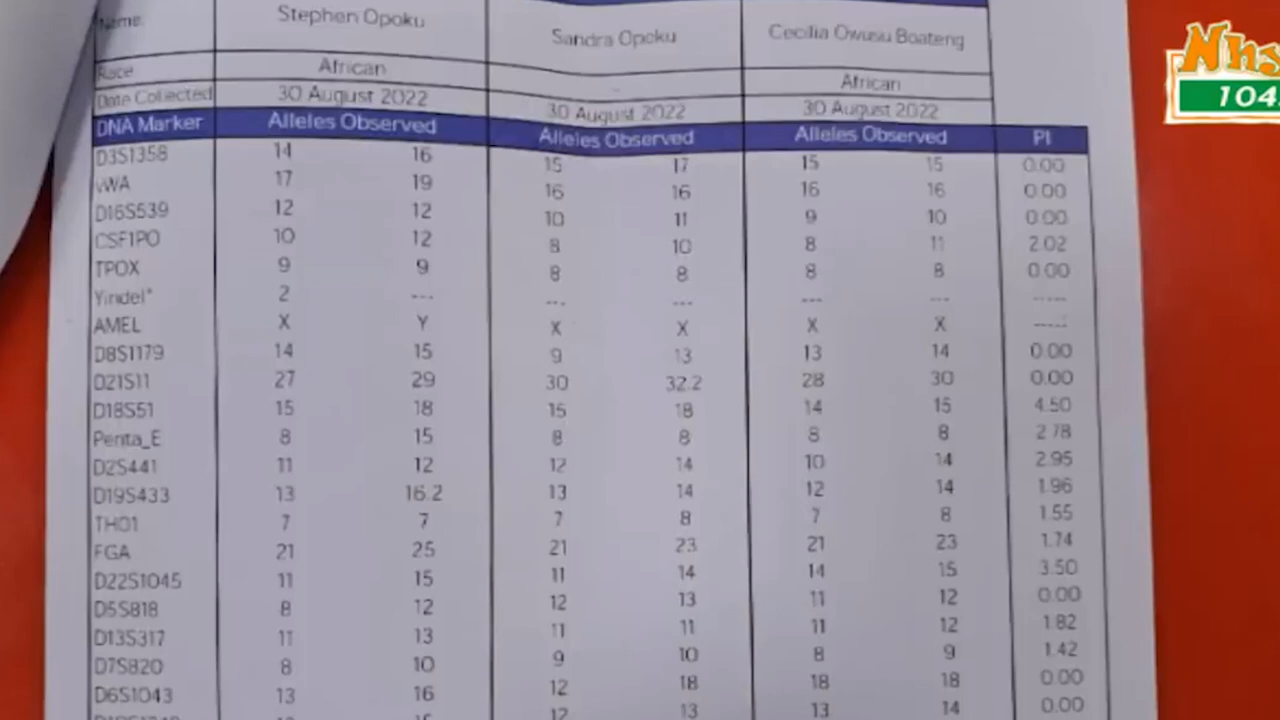 Name Stephen Opoku Sandra Opoku Cecilia Owusu Boateng
Race African African
Date Collected 30 August 2022 30 August 2022 30 August 2022
DNA Marker Alleles Observed Alleles Observed Alleles Observed PI
D3S1358 14 16 15 17 15 15 0.00
vWA 17 19 16 16 16 16 0.00
D16S539 12 12 10 11 9 10 0.00
CSF1PO 10 12 8 10 8 11 2.02
TPOX 9 9 8 8 8 8 0.00
Yindel* 2 --- --- --- --- --- -----
AMEL X Y X X X X -----
D8S1179 14 15 9 13 13 14 0.00
D21S11 27 29 30 32.2 28 30 0.00
D18S51 15 18 15 18 14 15 4.50
Penta_E 8 15 8 8 8 8 2.78
D2S441 11 12 12 14 10 14 2.95
D19S433 13 16.2 13 14 12 14 1.96
TH01 7 7 7 8 7 8 1.55
FGA 21 25 21 23 21 23 1.74
D22S1045 11 15 11 14 14 15 3.50
D5S818 8 12 12 13 11 12 0.00
D13S317 11 13 11 11 11 12 1.82
D7S820 8 10 9 10 8 9 1.42
D6S1043 13 16 12 18 18 18 0.00
12 13 13 14 0.00
104.